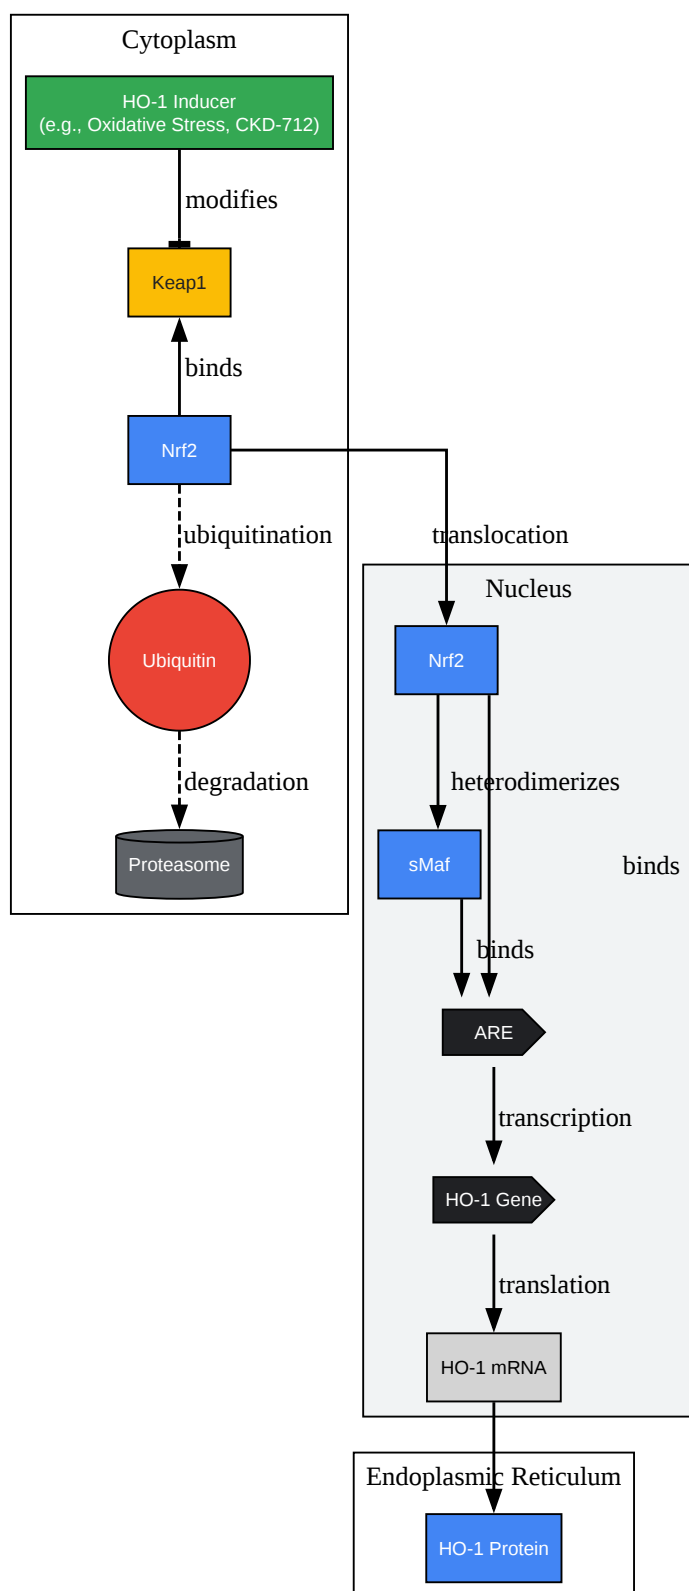 Cytoplasm
HO-1 Inducer
(e.g., Oxidative Stress, CKD-712)
modifies
Keap1
binds
Nrf2
ubiquitination
translocation
Nucleus
Ubiquitin
Nrf2
degradation
heterodimerizes
Proteasome
sMaf
binds
binds
ARE
transcription
HO-1 Gene
translation
HO-1 mRNA
Endoplasmic Reticulum
HO-1 Protein